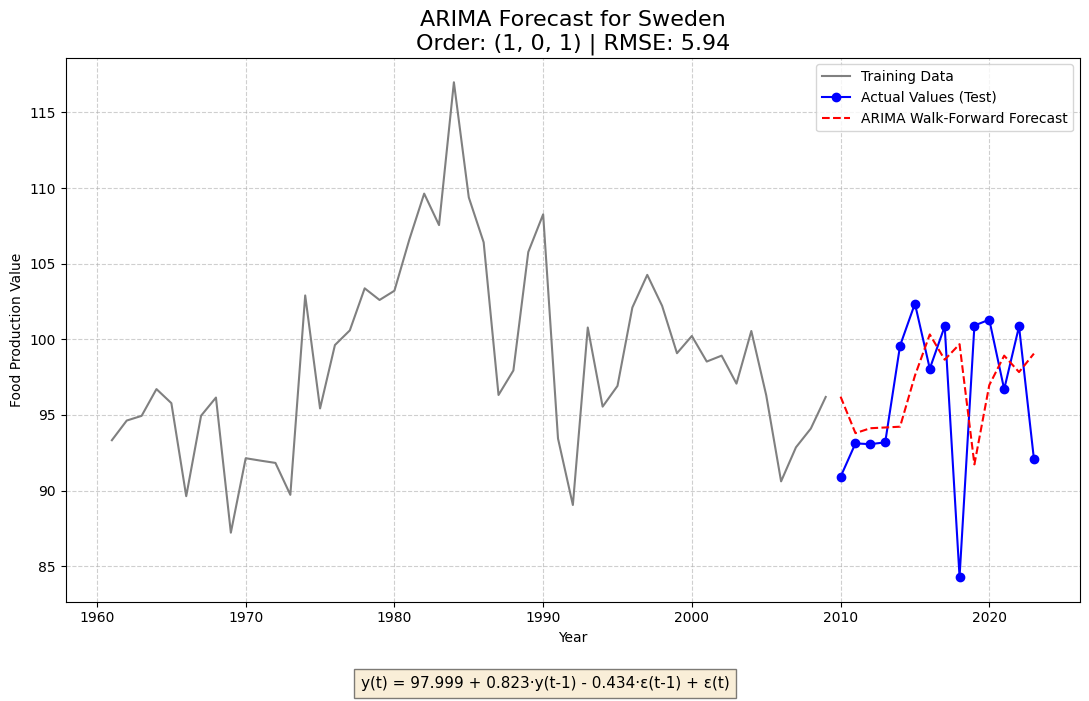 ARIMA Forecast for Sweden
Order: (1, 0, 1) | RMSE: 5.94
Training Data
Actual Values (Test)
ARIMA Walk-Forward Forecast
Food Production Value
115
110
105
100
95
90
85
1960
1970
1980
1990
2000
2010
2020
Year
y(t) = 97.999 + 0.823·y(t-1) - 0.434·ε(t-1) + ε(t)